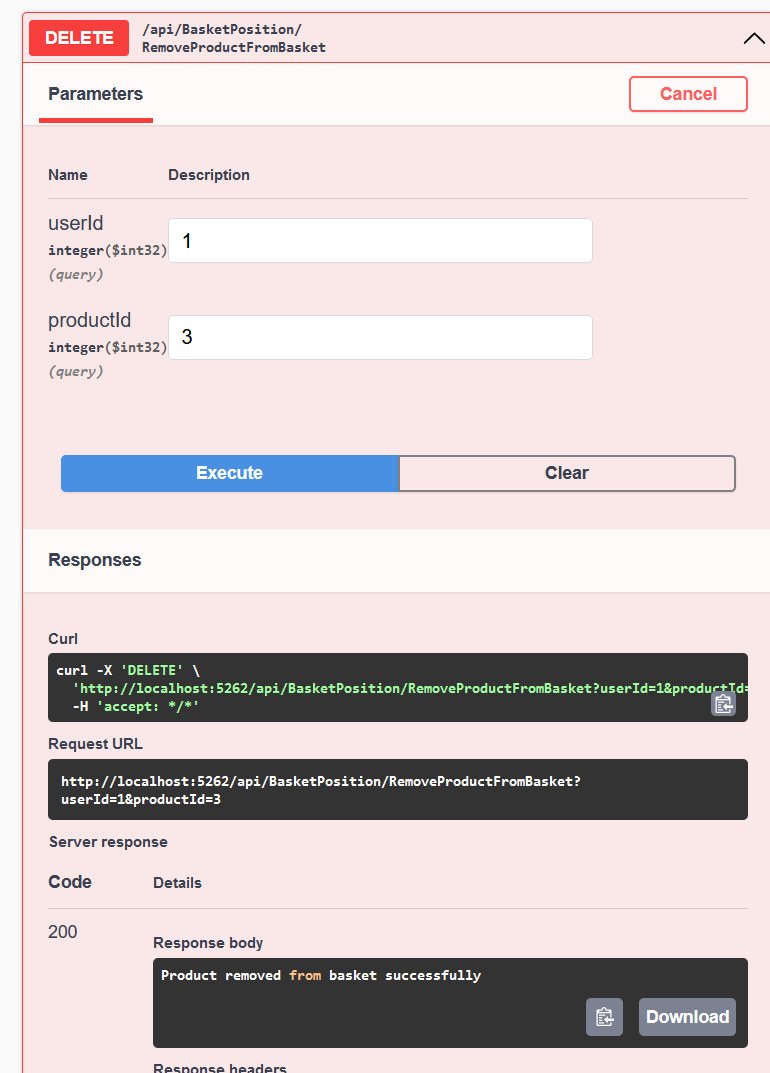 DELETE /api/BasketPosition/
RemoveProductFromBasket
Parameters
Cancel
Name Description
userId
integer($int32)
(query)
1
productId
integer($int32)
(query)
3
Execute Clear
Responses
Curl
curl -X 'DELETE' \
'http://localhost:5262/api/BasketPosition/RemoveProductFromBasket?userId=1&productId=
-H 'accept: */*'
Request URL
http://localhost:5262/api/BasketPosition/RemoveProductFromBasket?
userId=1&productId=3
Server response
Code Details
200
Response body
Product removed from basket successfully
Download
Response headers